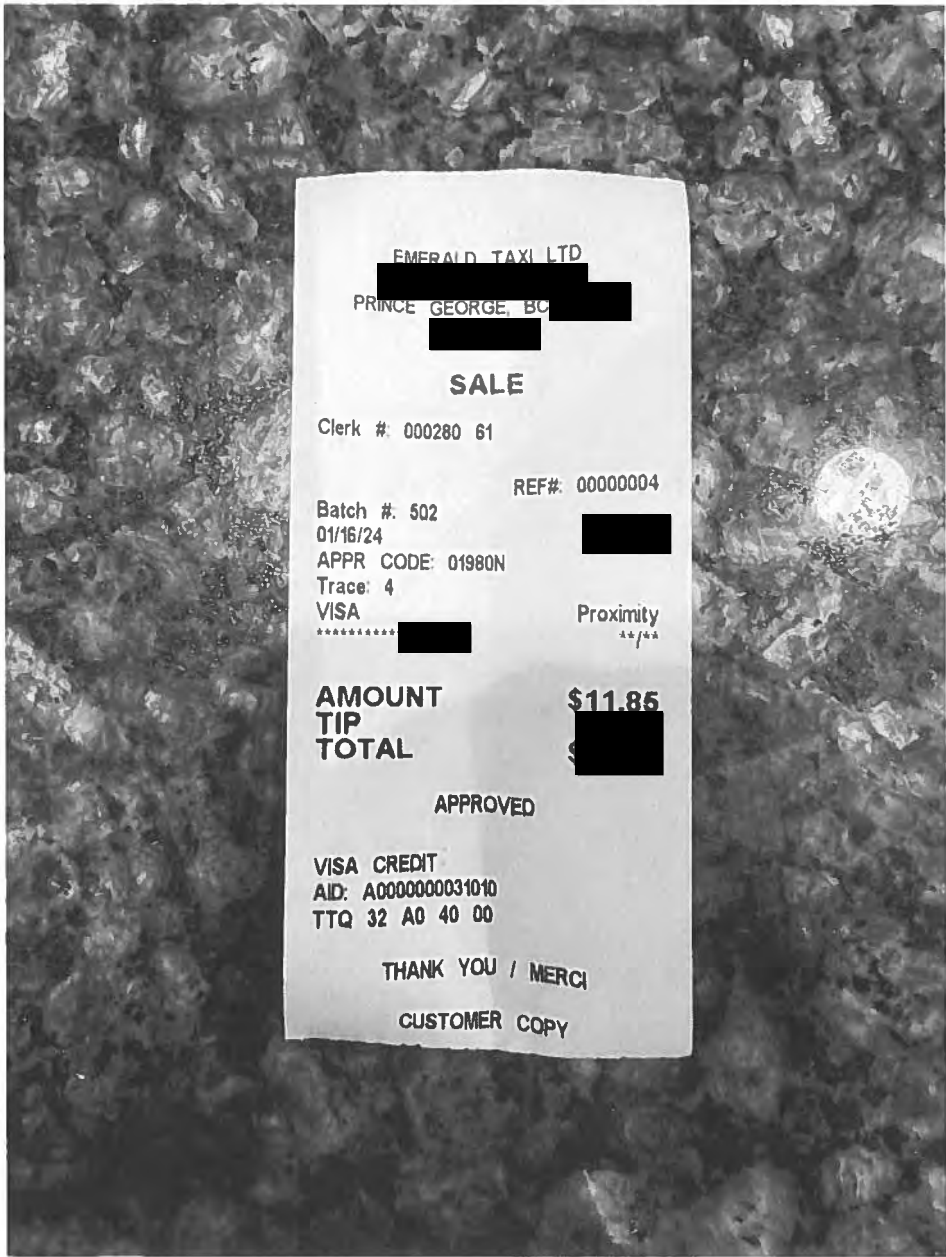 EMERALD TAXI LTD
PRINCE GEORGE, BC
SALE
Clerk #: 000280 61
REF#: 00000004
Batch #: 502
01/16/24
APPR CODE: 01980N
Trace: 4
VISA Proximity
********** **/**
AMOUNT $11.85
TIP
TOTAL $
APPROVED
VISA CREDIT
AID: A0000000031010
TTQ 32 A0 40 00
THANK YOU / MERCI
CUSTOMER COPY